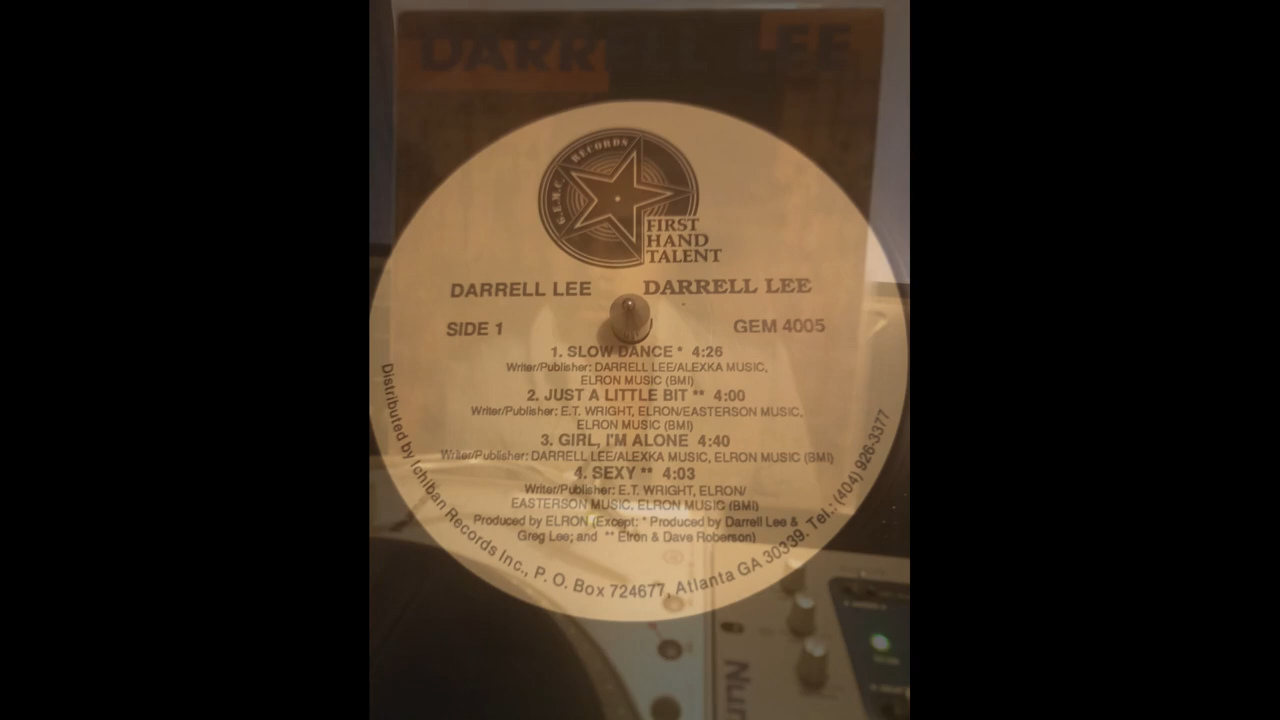 DARRELL LEE
G.E.M.C. RECORDS
FIRST
HAND
TALENT
DARRELL LEE DARRELL LEE
SIDE 1 GEM 4005
1. SLOW DANCE * 4:26
Writer/Publisher: DARRELL LEE/ALEXKA MUSIC,
ELRON MUSIC (BMI)
2. JUST A LITTLE BIT ** 4:00
Writer/Publisher: E.T. WRIGHT, ELRON/EASTERSON MUSIC,
ELRON MUSIC (BMI)
3. GIRL, I'M ALONE 4:40
Writer/Publisher: DARRELL LEE/ALEXKA MUSIC, ELRON MUSIC (BMI)
4. SEXY ** 4:03
Writer/Publisher: E.T. WRIGHT, ELRON/
EASTERSON MUSIC, ELRON MUSIC (BMI)
Produced by ELRON (Except: * Produced by Darrell Lee &
Greg Lee; and ** Elron & Dave Roberson)
Distributed by Ichiban Records Inc., P. O. Box 724677, Atlanta GA 30339. Tel.: (404) 926-3377